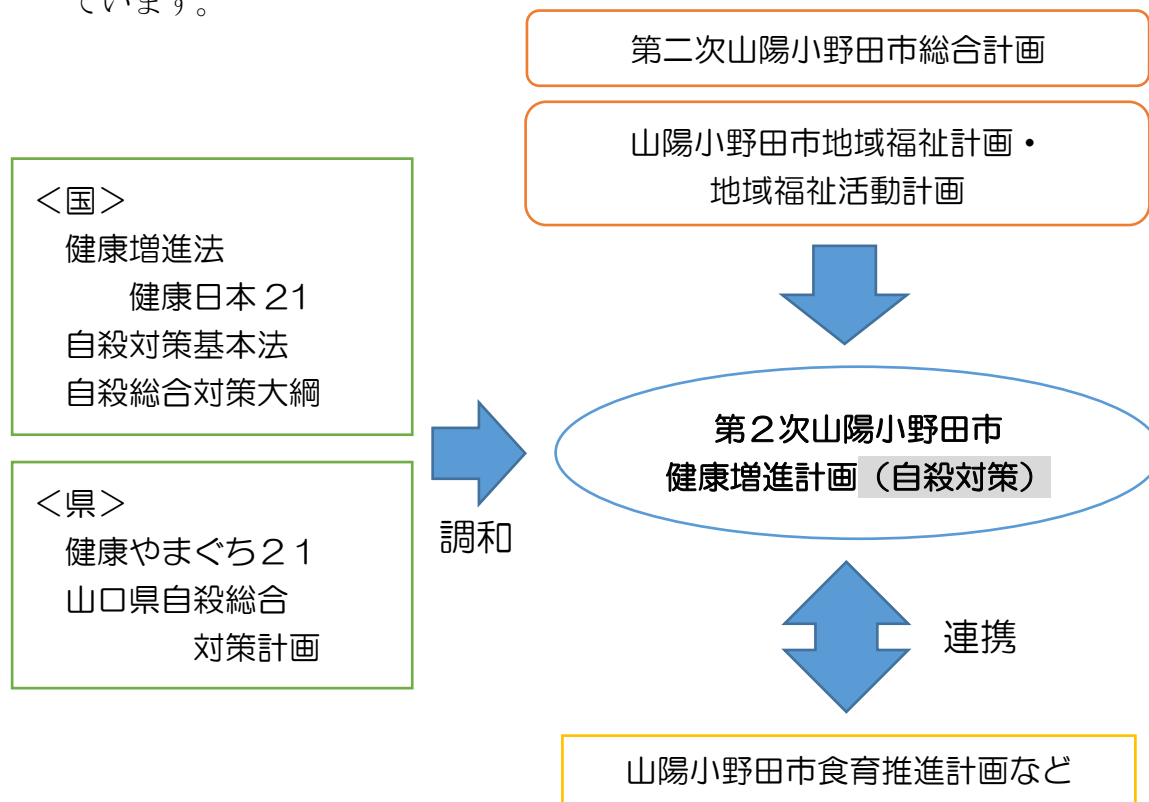 ています。
第二次山陽小野田市総合計画
山陽小野田市地域福祉計画・
地域福祉活動計画
＜国＞
健康増進法
健康日本 21
自殺対策基本法
自殺総合対策大綱
＜県＞
健康やまぐち２１
山口県自殺総合
対策計画
調和
第２次山陽小野田市
健康増進計画（自殺対策）
連携
山陽小野田市食育推進計画など